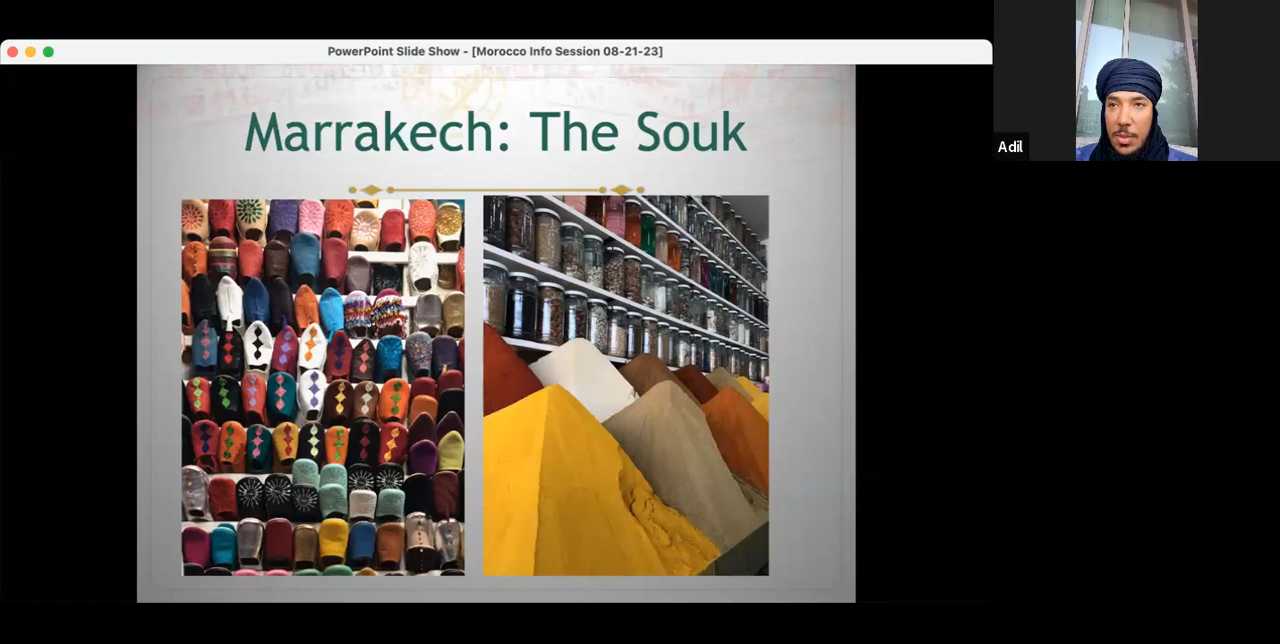 PowerPoint Slide Show - [Morocco Info Session 08-21-23]
Marrakech: The Souk
Adil